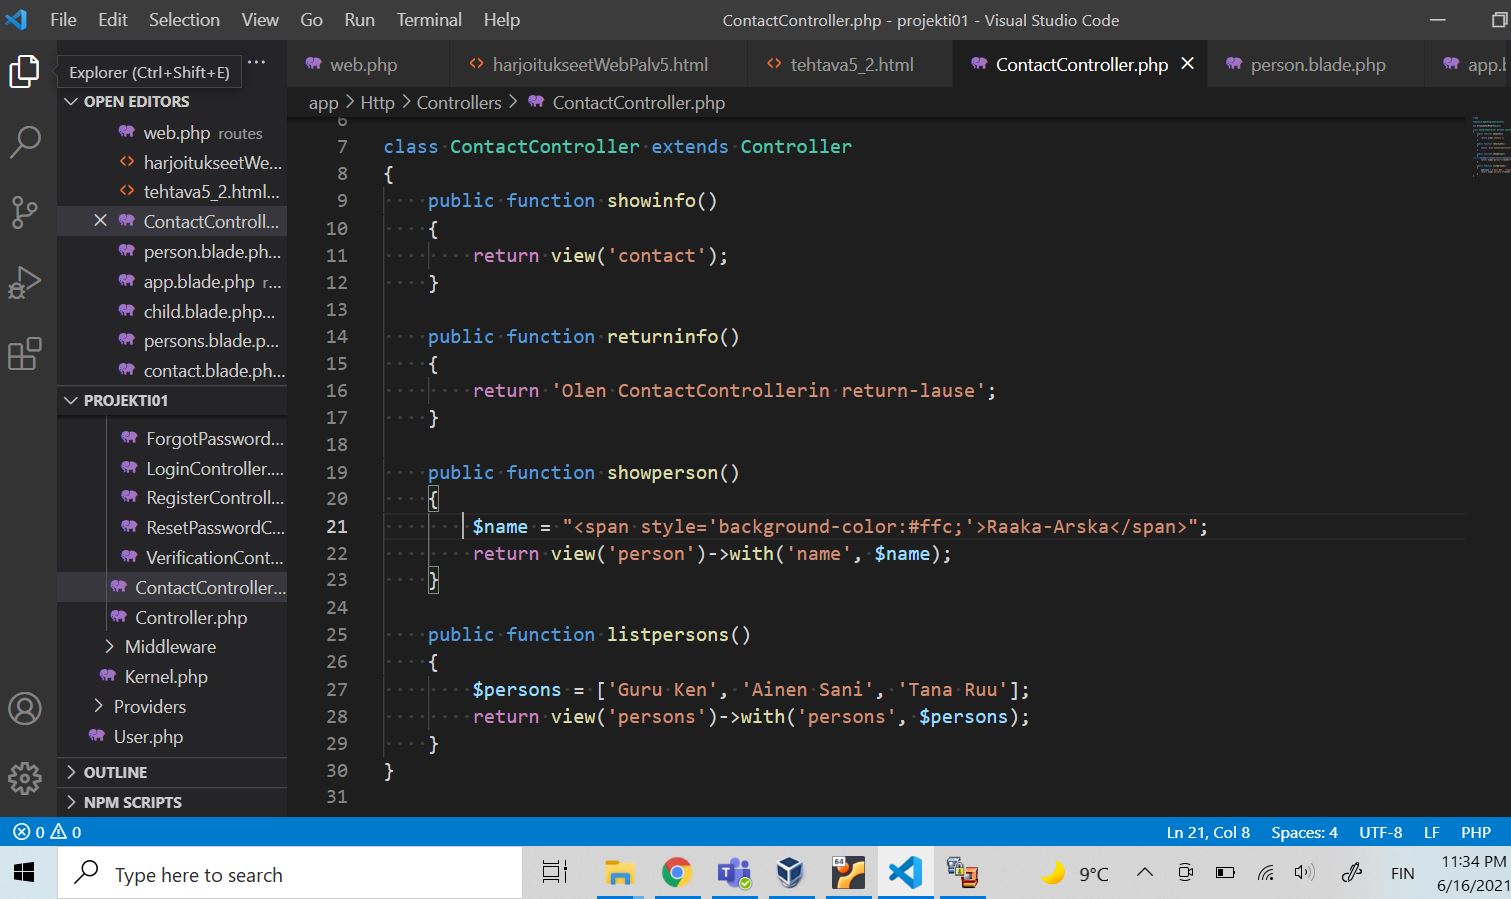 File Edit Selection View Go Run Terminal Help ContactController.php - projekti01 - Visual Studio Code
Explorer (Ctrl+Shift+E) ...
web.php harjoitukseetWebPalv5.html tehtava5_2.html ContactController.php person.blade.php app.b
app > Http > Controllers > ContactController.php
OPEN EDITORS
web.php routes
harjoitukseetWe...
tehtava5_2.html...
ContactControll...
person.blade.ph...
app.blade.php r...
child.blade.php...
persons.blade.p...
contact.blade.ph...
PROJEKTI01
ForgotPassword...
LoginController....
RegisterControll...
ResetPasswordC...
VerificationCont...
ContactController...
Controller.php
Middleware
Kernel.php
Providers
User.php
OUTLINE
NPM SCRIPTS
6
7 class ContactController extends Controller
8 {
9 public function showinfo()
10 {
11 return view('contact');
12 }
13
14 public function returninfo()
15 {
16 return 'Olen ContactControllerin return-lause';
17 }
18
19 public function showperson()
20 {
21 $name = "<span style='background-color:#ffc;'>Raaka-Arska</span>";
22 return view('person')->with('name', $name);
23 }
24
25 public function listpersons()
26 {
27 $persons = ['Guru Ken', 'Ainen Sani', 'Tana Ruu'];
28 return view('persons')->with('persons', $persons);
29 }
30 }
31
0 0 Ln 21, Col 8 Spaces: 4 UTF-8 LF PHP
Type here to search 64 9°C FIN 11:34 PM
6/16/2021